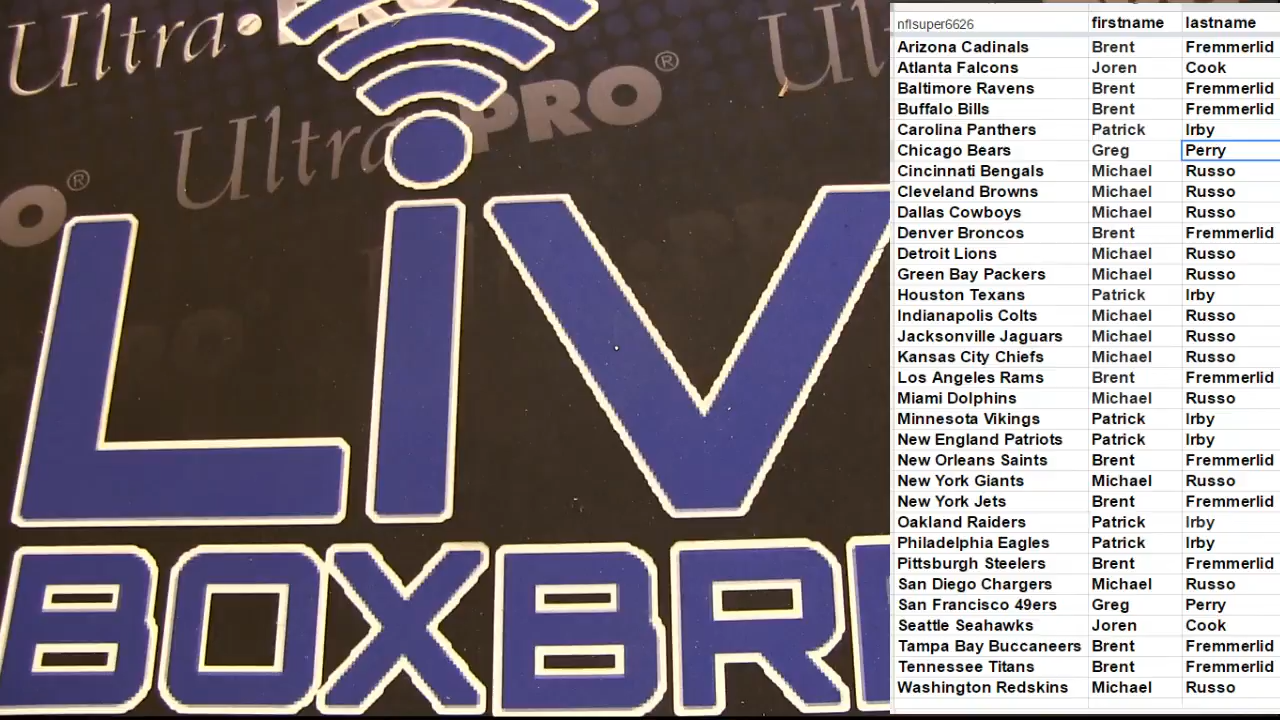 Ultra PRO
Ultra PRO®
U
O®
LiV
BOXBR
nflsuper6626 firstname lastname
Arizona Cadinals Brent Fremmerlid
Atlanta Falcons Joren Cook
Baltimore Ravens Brent Fremmerlid
Buffalo Bills Brent Fremmerlid
Carolina Panthers Patrick Irby
Chicago Bears Greg Perry
Cincinnati Bengals Michael Russo
Cleveland Browns Michael Russo
Dallas Cowboys Michael Russo
Denver Broncos Brent Fremmerlid
Detroit Lions Michael Russo
Green Bay Packers Michael Russo
Houston Texans Patrick Irby
Indianapolis Colts Michael Russo
Jacksonville Jaguars Michael Russo
Kansas City Chiefs Michael Russo
Los Angeles Rams Brent Fremmerlid
Miami Dolphins Michael Russo
Minnesota Vikings Patrick Irby
New England Patriots Patrick Irby
New Orleans Saints Brent Fremmerlid
New York Giants Michael Russo
New York Jets Brent Fremmerlid
Oakland Raiders Patrick Irby
Philadelphia Eagles Patrick Irby
Pittsburgh Steelers Brent Fremmerlid
San Diego Chargers Michael Russo
San Francisco 49ers Greg Perry
Seattle Seahawks Joren Cook
Tampa Bay Buccaneers Brent Fremmerlid
Tennessee Titans Brent Fremmerlid
Washington Redskins Michael Russo